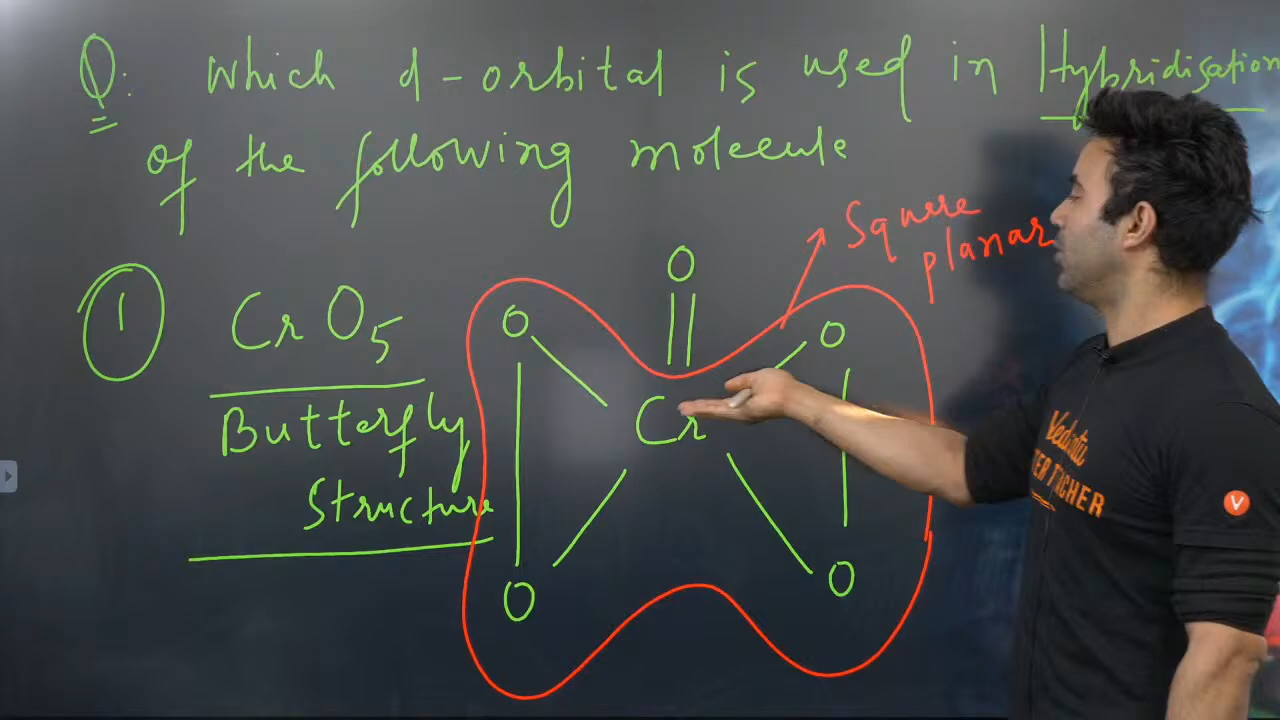 Q: Which d-orbital is used in Hybridisation
of the following molecule
1 CrO5
Butterfly
Structure
Square
planar
O
O
O
Cr
O
O
Vedantu
TEACHER
V